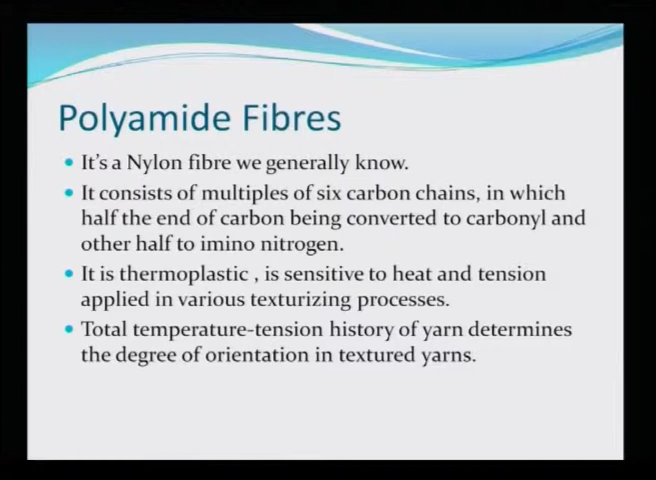 Polyamide Fibres
• It's a Nylon fibre we generally know.
• It consists of multiples of six carbon chains, in which
half the end of carbon being converted to carbonyl and
other half to imino nitrogen.
• It is thermoplastic , is sensitive to heat and tension
applied in various texturizing processes.
• Total temperature-tension history of yarn determines
the degree of orientation in textured yarns.